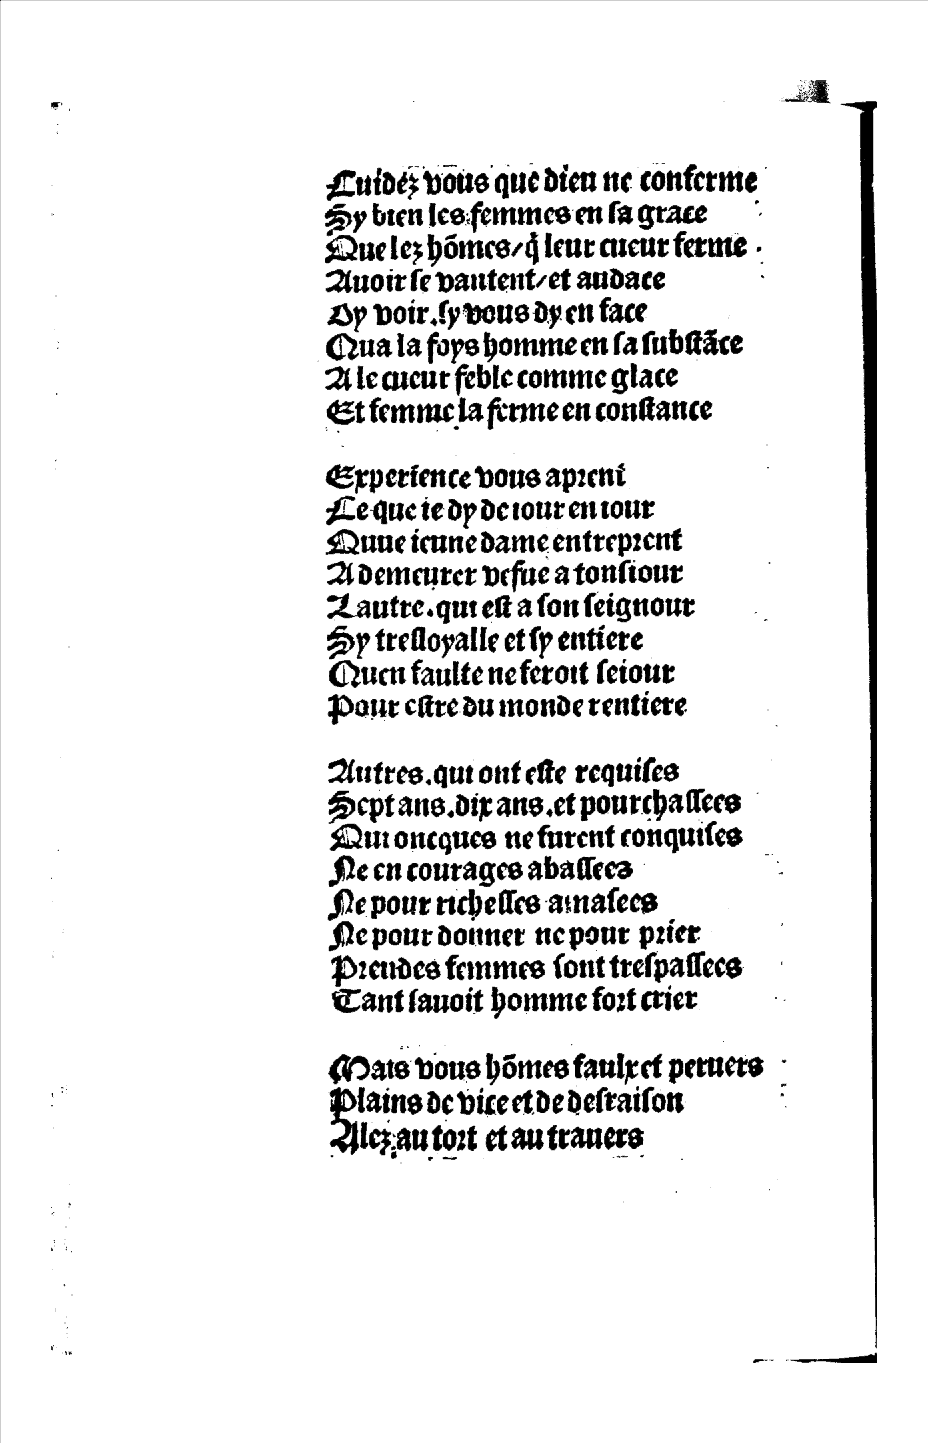 Cuidez vous que dieu ne conferme
Sy bien les femmes en sa grace
Que lez hõmes/ q̃ leur cueur ferme
Auoir se vantent/ et audace
Dy voir. sy vous dy en face
Qua la foys homme en sa substãce
A le cueur feble comme glace
Et femme la ferme en constance

Experience vous aprent
Ce que ie dy de iour en iour
Quue ieune dame entreprent
A demeurer vefue a tonsiour
Lautre. qui est a son seignour
Sy tresloyalle et sy entiere
Quen faulte ne feroit seiour
Pour estre du monde rentiere

Autres. qui ont este requises
Sept ans. dix ans. et pourchassees
Qui oncques ne furent conquises
Ne en courages abassees
Ne pour richesses amasees
Ne pour donner ne pour prier
Preudes femmes sont trespassees
Tant sauoit homme fort crier

Mais vous hõmes faulx et peruers
Plains de vice et de desraison
Alez au tort et au trauers